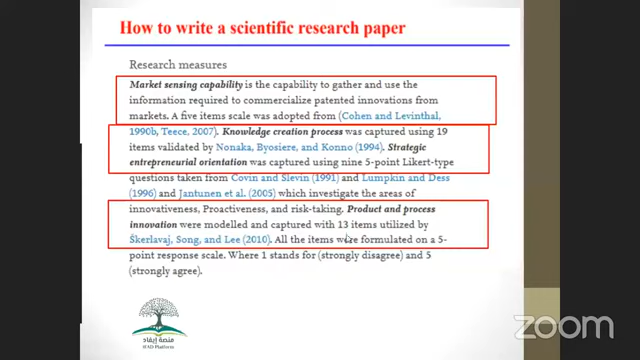 How to write a scientific research paper
Research measures
Market sensing capability is the capability to gather and use the
information required to commercialize patented innovations from
markets. A five items scale was adopted from (Cohen and Levinthal,
1990b, Teece, 2007). Knowledge creation process was captured using 19
items validated by Nonaka, Byosiere, and Konno (1994). Strategic
entrepreneurial orientation was captured using nine 5-point Likert-type
questions taken from Covin and Slevin (1991) and Lumpkin and Dess
(1996) and Jantunen et al. (2005) which investigate the areas of
innovativeness, Proactiveness, and risk-taking. Product and process
innovation were modelled and captured with 13 items utilized by
Škerlavaj, Song, and Lee (2010). All the items were formulated on a 5-
point response scale. Where 1 stands for (strongly disagree) and 5
(strongly agree).
منصة إيفاد
IFAD Platform
zoom